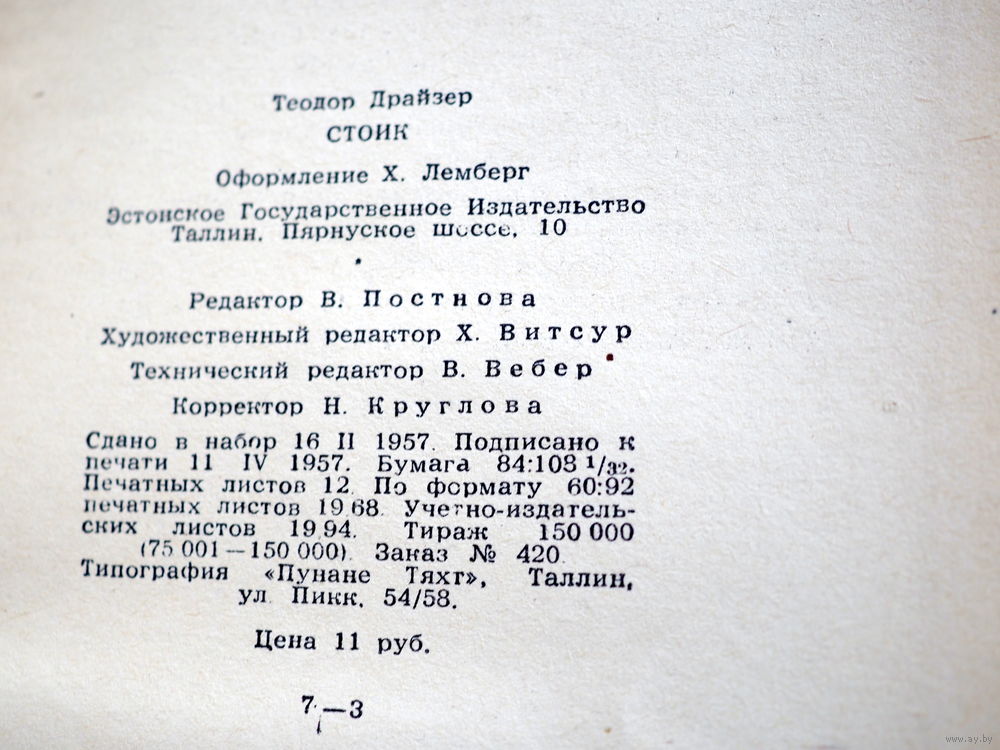 Теодор Драйзер
СТОИК
Оформление Х. Лемберг
Эстонское Государственное Издательство
Таллин, Пярнуское шоссе, 10
Редактор В. Постнова
Художественный редактор Х. Витсур
Технический редактор В. Вебер
Корректор Н. Круглова
Сдано в набор 16 II 1957. Подписано к
печати 11 IV 1957. Бумага 84:108 1/32.
Печатных листов 12. По формату 60:92
печатных листов 19,68. Учетно-издатель-
ских листов 19,94. Тираж 150 000
(75 001—150 000). Заказ № 420.
Типография «Пунане Тяхт», Таллин,
ул. Пикк, 54/58.
Цена 11 руб.
7—3
www.ay.by